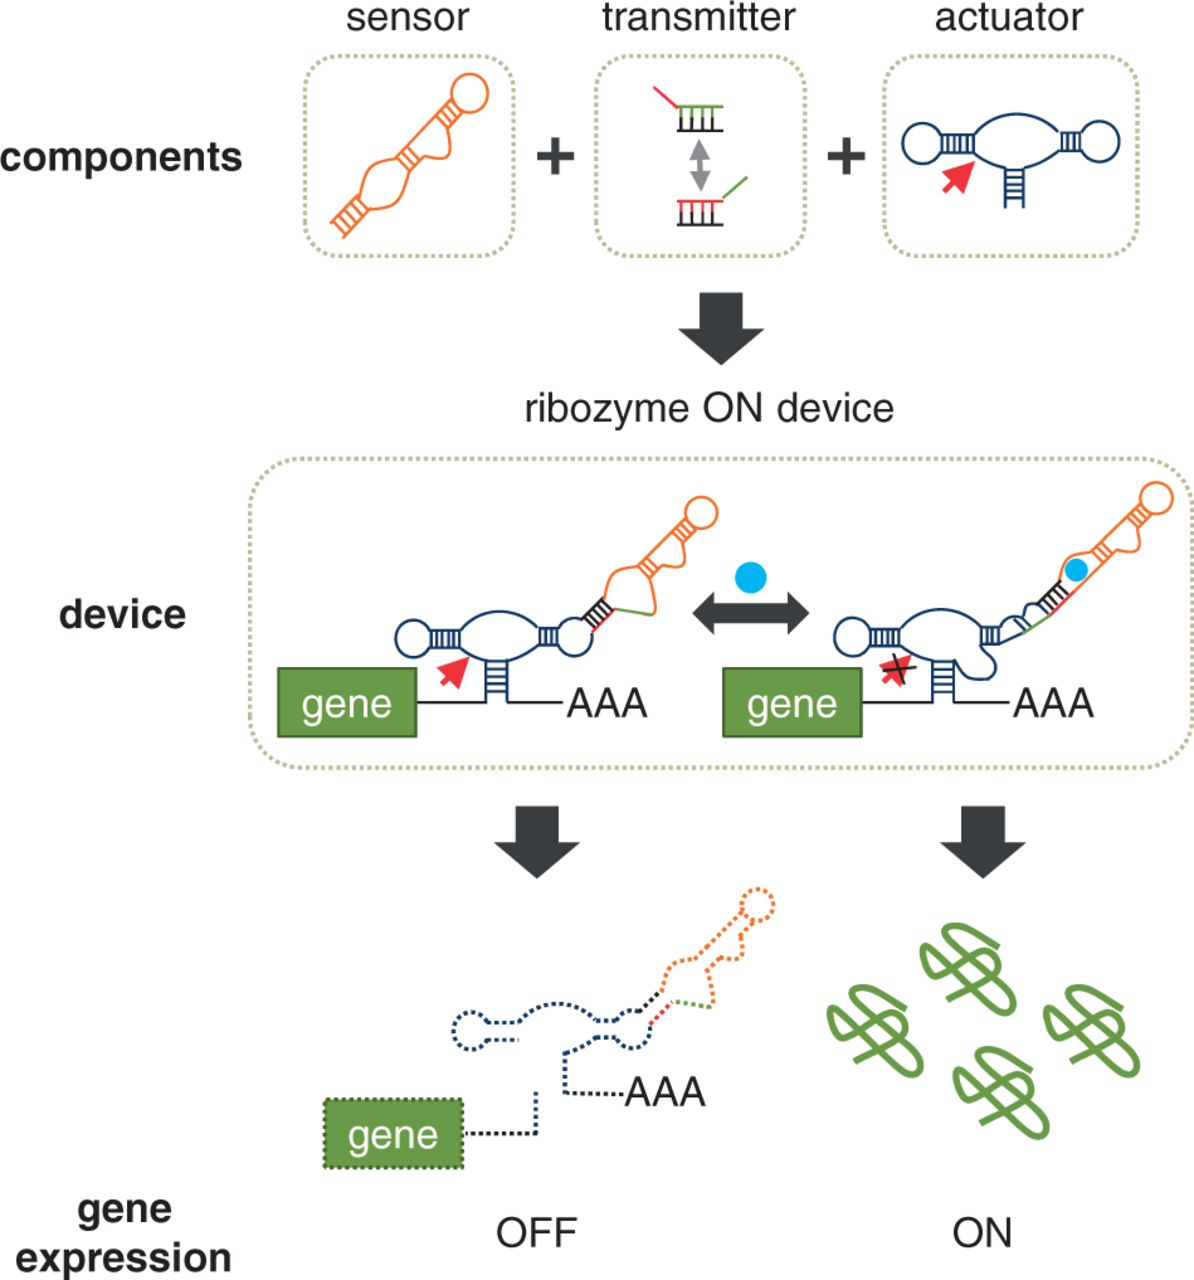 sensor
transmitter
actuator
components
ribozyme ON device
device
gene
AAA
gene
AAA
AAA
gene
gene
expression
OFF
ON